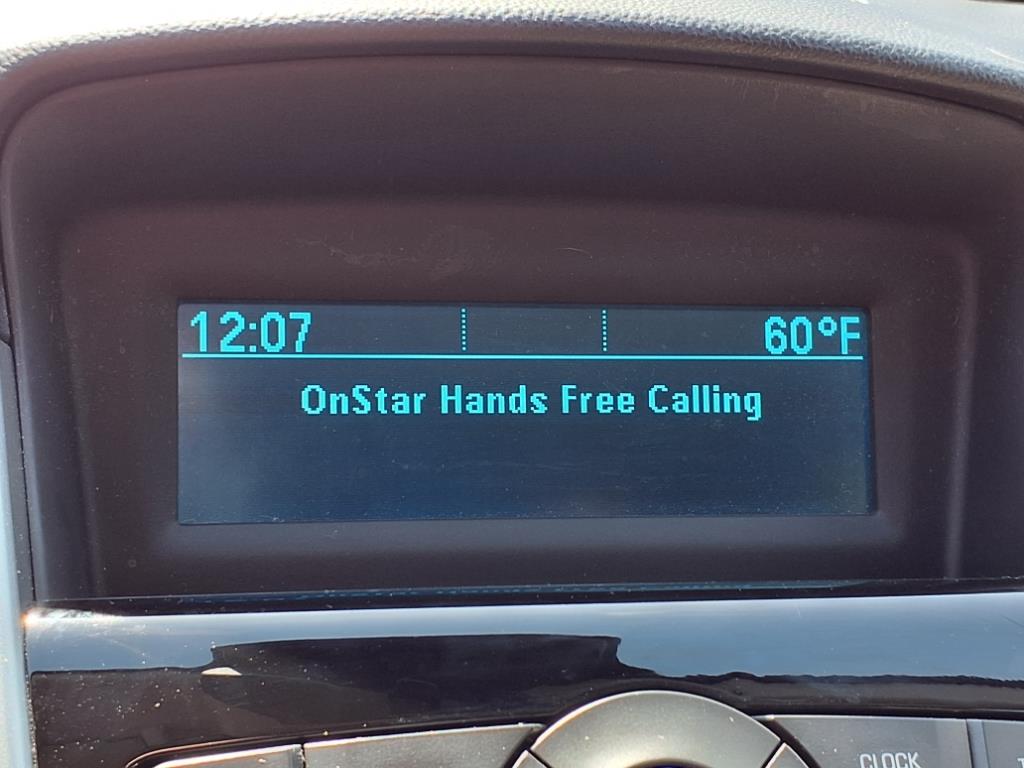 12:07 60°F
OnStar Hands Free Calling
CLOCK